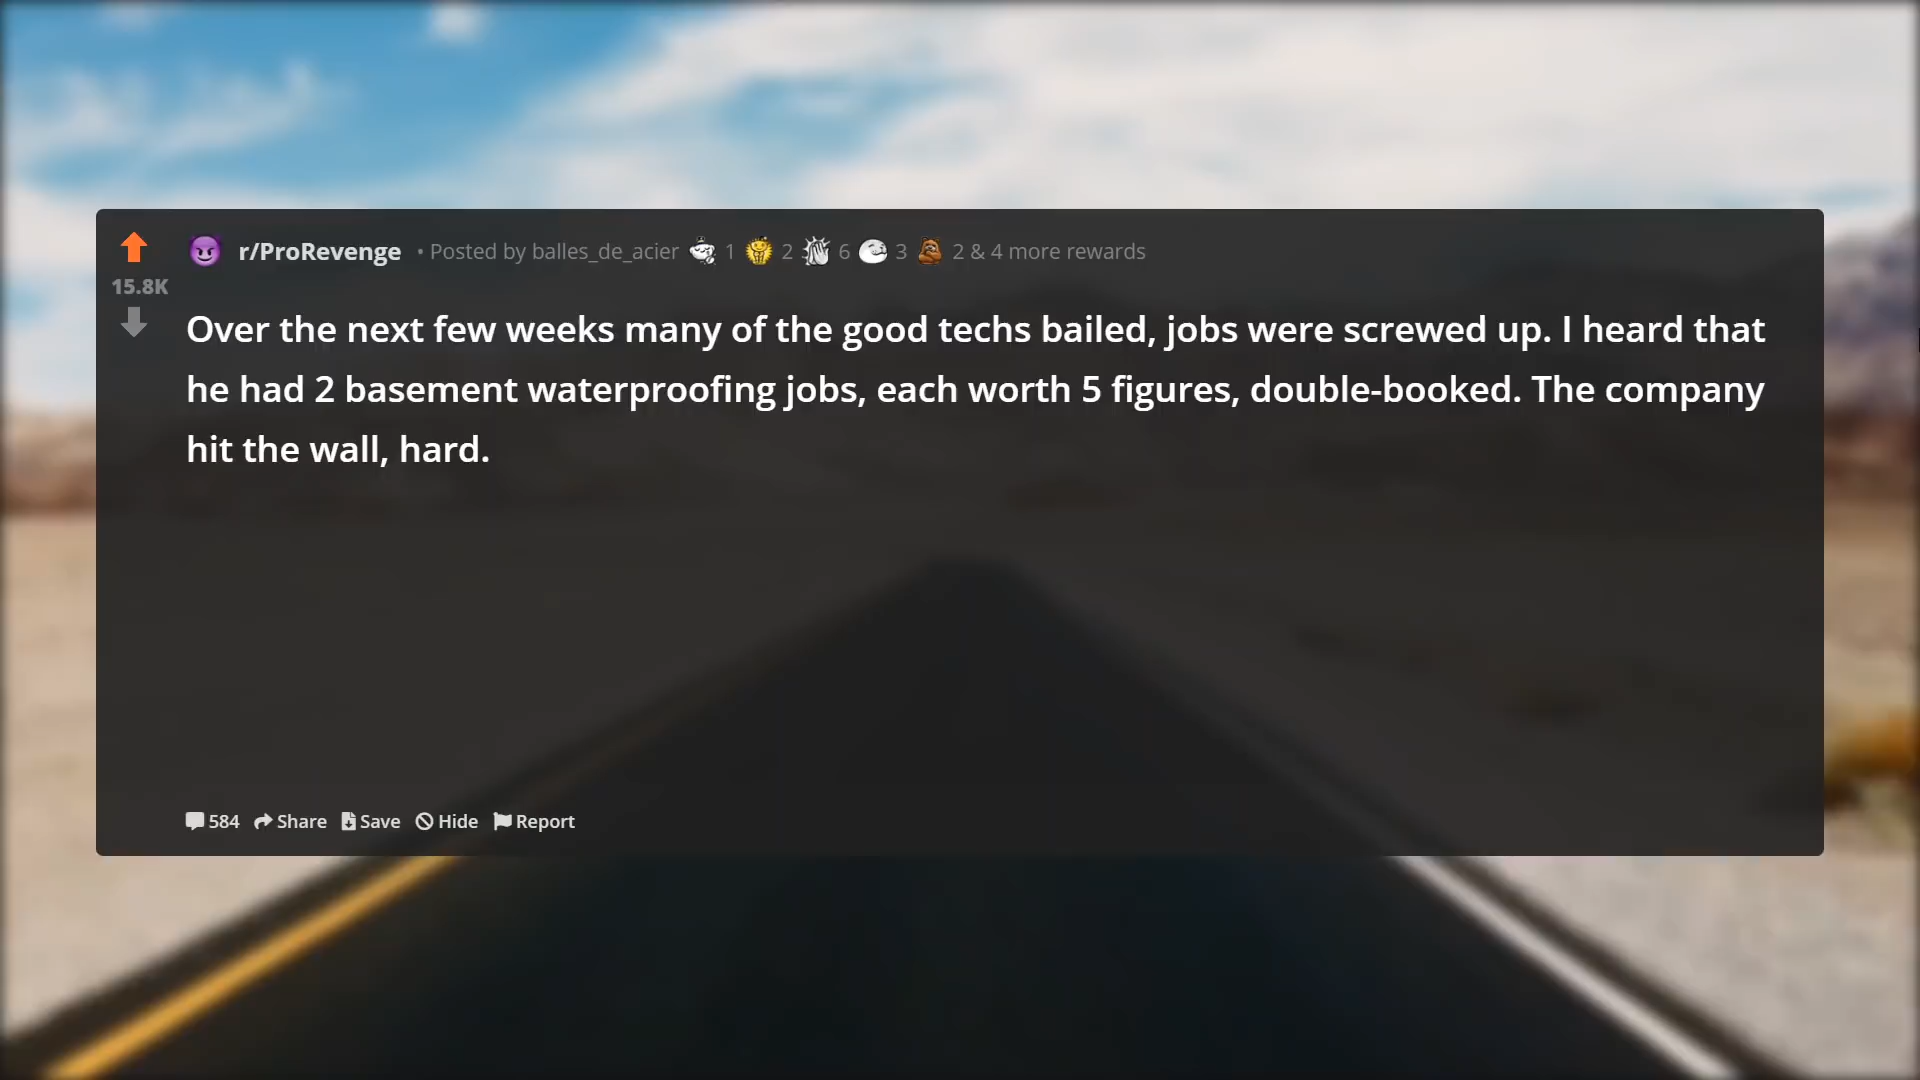 r/ProRevenge • Posted by balles_de_acier 1 2 6 3 2 & 4 more rewards
15.8K
Over the next few weeks many of the good techs bailed, jobs were screwed up. I heard that
he had 2 basement waterproofing jobs, each worth 5 figures, double-booked. The company
hit the wall, hard.
584 Share Save Hide Report